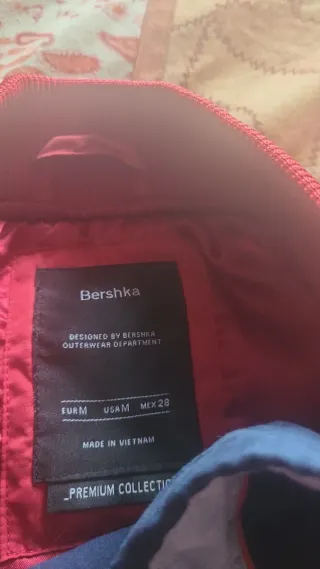 Bershka
DESIGNED BY BERSHKA
OUTERWEAR DEPARTMENT
EUR M USA M MEX 28
MADE IN VIETNAM